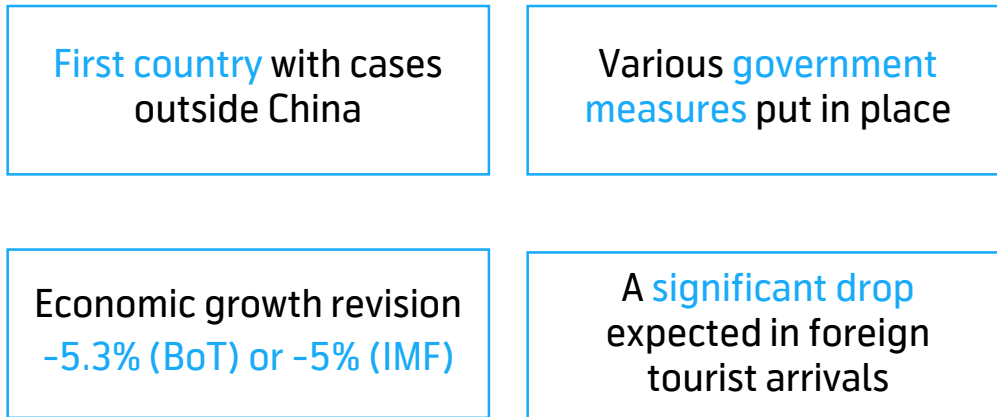 First country with cases
outside China
Various government
measures put in place
Economic growth revision
-5.3% (BoT) or -5% (IMF)
A significant drop
expected in foreign
tourist arrivals